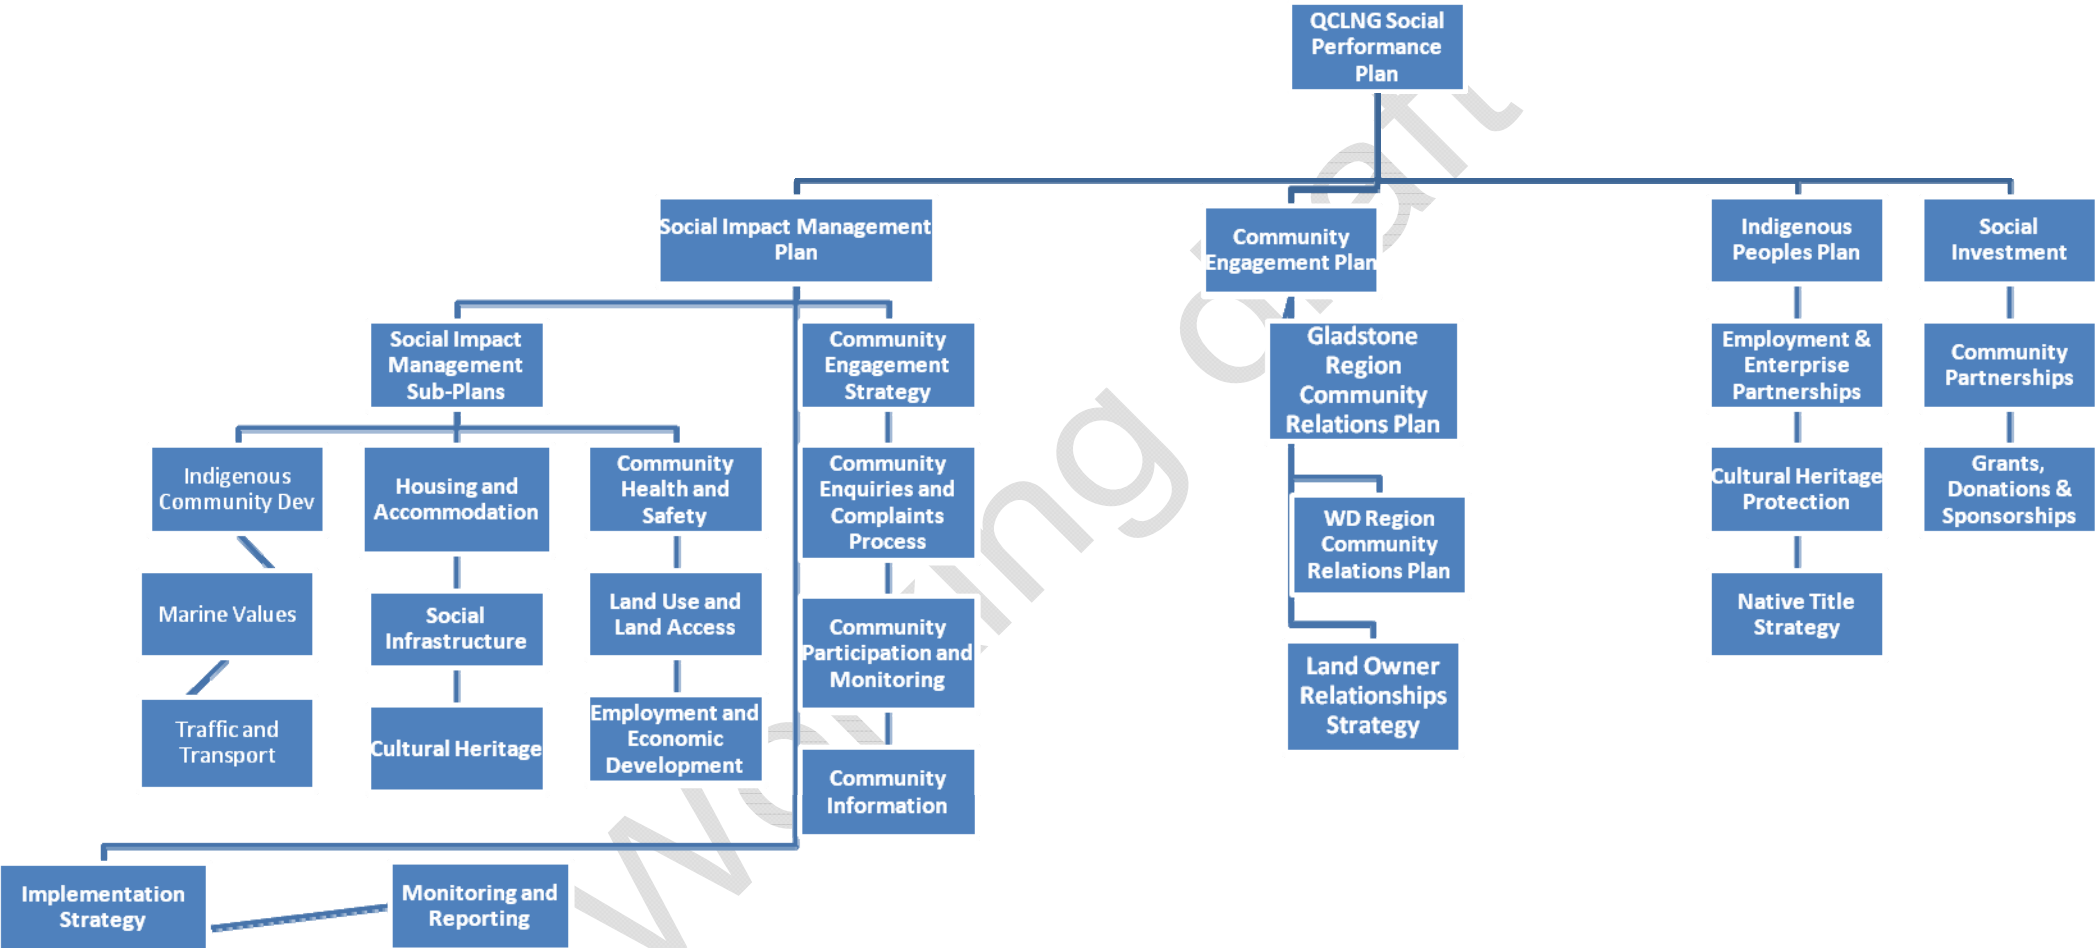 QCLNG Social
Performance
Plan
Social Impact Management
Plan
Community
Engagement Plan
Indigenous
Peoples Plan
Social
Investment
Social Impact
Management
Sub-Plans
Community
Engagement
Strategy
Gladstone
Region
Community
Relations Plan
Employment &
Enterprise
Partnerships
Community
Partnerships
Indigenous
Community Dev
Housing and
Accommodation
Community
Health and
Safety
Community
Enquiries and
Complaints
Process
WD Region
Community
Relations Plan
Cultural Heritage
Protection
Grants,
Donations &
Sponsorships
Marine Values
Social
Infrastructure
Land Use and
Land Access
Community
Participation and
Monitoring
Land Owner
Relationships
Strategy
Native Title
Strategy
Traffic and
Transport
Cultural Heritage
Employment and
Economic
Development
Community
Information
Implementation
Strategy
Monitoring and
Reporting
Working draft